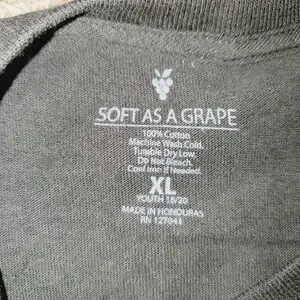 SOFT AS A GRAPE
100% Cotton
Machine Wash Cold.
Tumble Dry Low.
Do Not Bleach.
Cool Iron if Needed.
XL
YOUTH 18/20
MADE IN HONDURAS
RN 127043